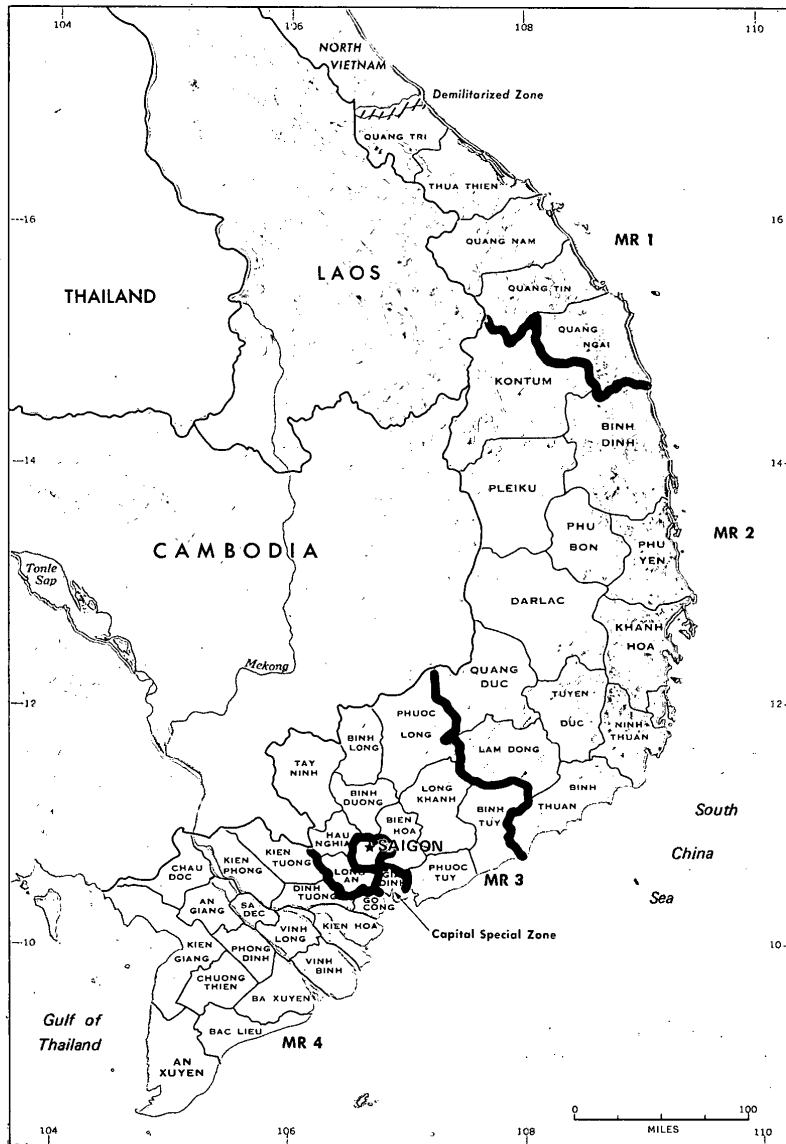 104
106
108
110
NORTH
VIETNAM
Demilitarized Zone
QUANG TRI
THUA THIEN
16
16
QUANG NAM
MR 1
LAOS
THAILAND
QUANG TIN
QUANG
NGAI
KONTUM
BINH
DINH
14
14
PLEIKU
PHU
BON
PHU
YEN
MR 2
CAMBODIA
Tonle
Sap
DARLAC
KHANH
HOA
Mekong
QUANG
DUC
TUYEN
DUC
12
12
PHUOC
LONG
NINH
THUAN
BINH
LONG
LAM DONG
TAY
NINH
BINH
THUAN
BINH
DUONG
LONG
KHANH
BINH
TUY
BIEN
HOA
South
China
Sea
HAU
NGHIA
SAIGON
KIEN
TUONG
LONG
AN
GIA
DINH
PHUOC
TUY
MR 3
CHAU
DOC
KIEN
PHONG
DINH
TUONG
GO
CONG
AN
GIANG
SA
DEC
KIEN HOA
Capital Special Zone
10
10
VINH
LONG
KIEN
GIANG
PHONG
DINH
VINH
BINH
CHUONG
THIEN
BA XUYEN
Gulf of
Thailand
BAC LIEU
MR 4
AN
XUYEN
0
100
MILES
104
106
108
110